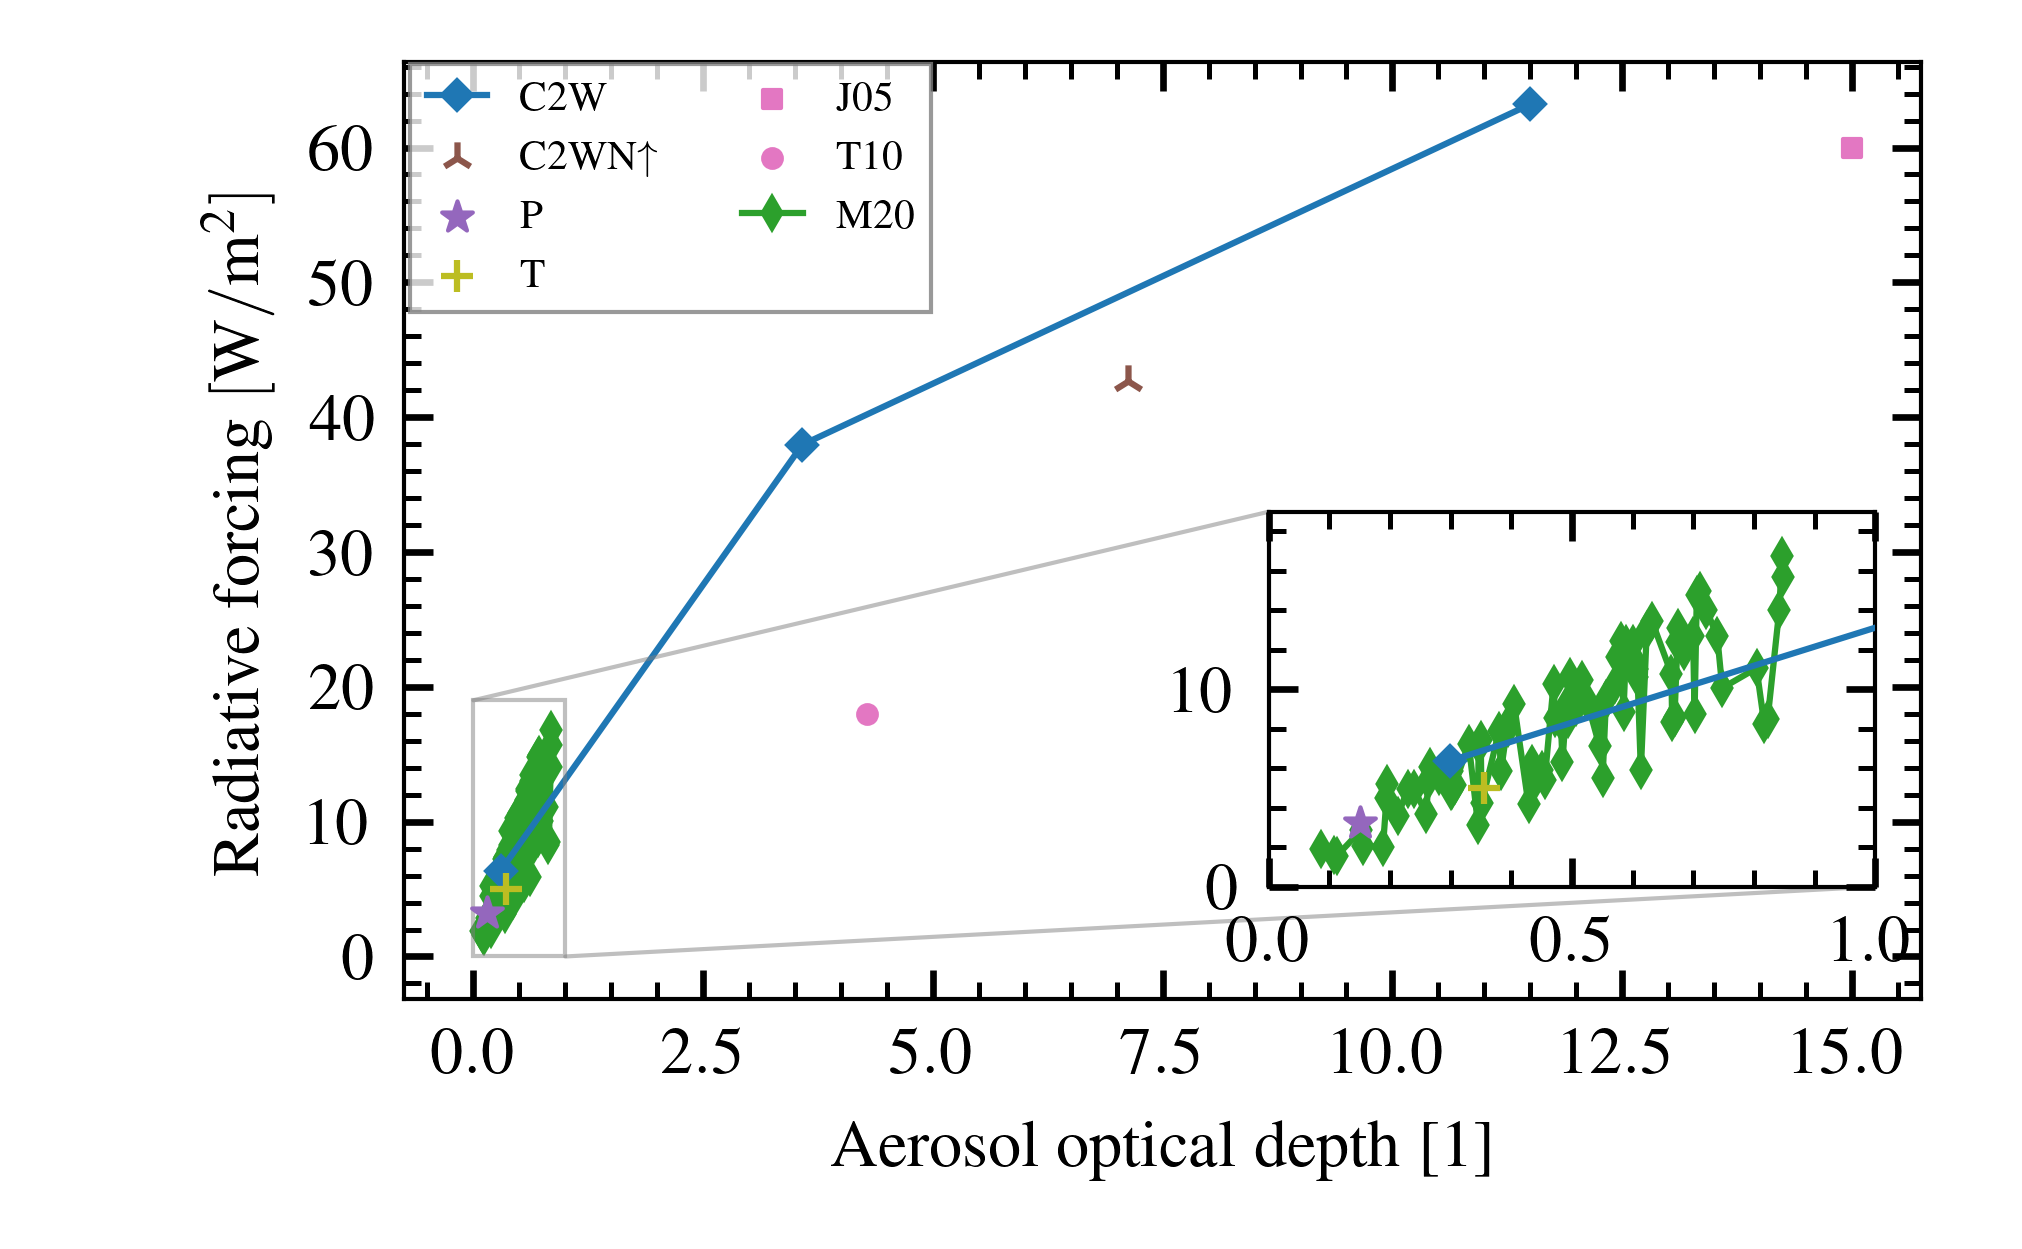 C2W
C2WN↑
P
T
J05
T10
M20
Radiative forcing [W/m²]
60
50
40
30
20
10
0
10
0
0.0 0.5 1.0
0.0 2.5 5.0 7.5 10.0 12.5 15.0
Aerosol optical depth [1]